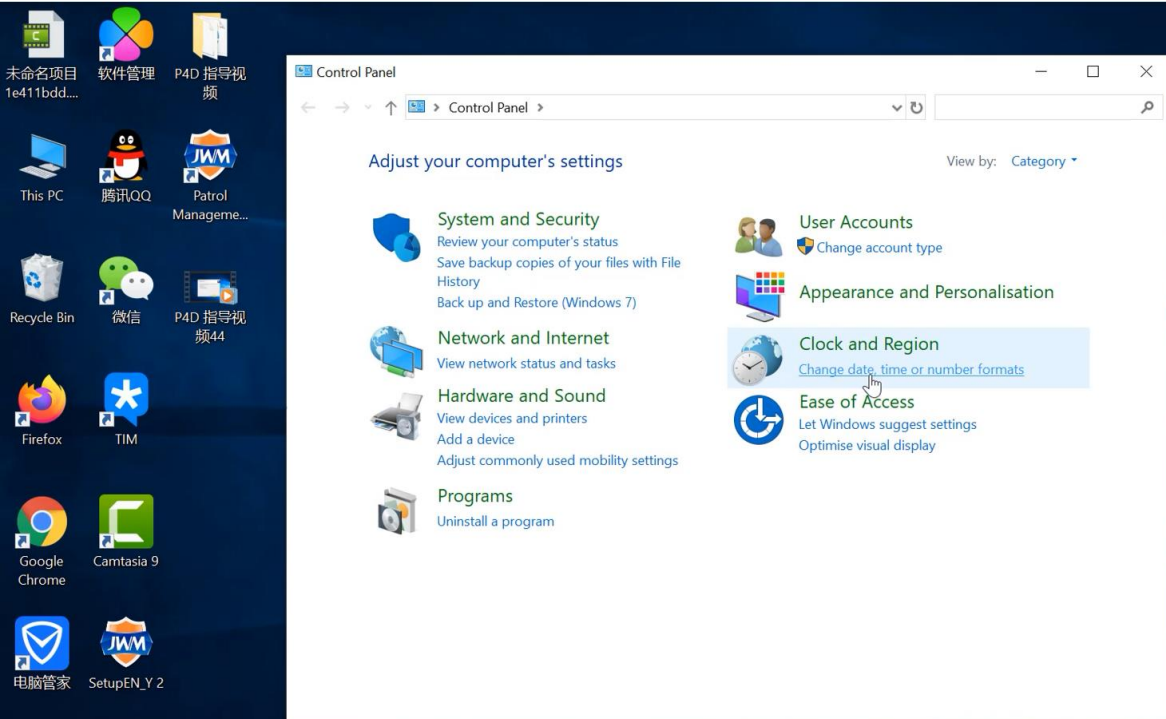 未命名项目
1e411bdd....
软件管理
P4D 指导视
频
This PC
腾讯QQ
JWM
Patrol
Manageme...
Recycle Bin
微信
P4D 指导视
频44
Firefox
TIM
Google
Chrome
Camtasia 9
电脑管家
JWM
SetupEN_Y 2
Control Panel
Control Panel
Adjust your computer's settings
View by: Category
System and Security
Review your computer's status
Save backup copies of your files with File
History
Back up and Restore (Windows 7)
Network and Internet
View network status and tasks
Hardware and Sound
View devices and printers
Add a device
Adjust commonly used mobility settings
Programs
Uninstall a program
User Accounts
Change account type
Appearance and Personalisation
Clock and Region
Change date, time or number formats
Ease of Access
Let Windows suggest settings
Optimise visual display